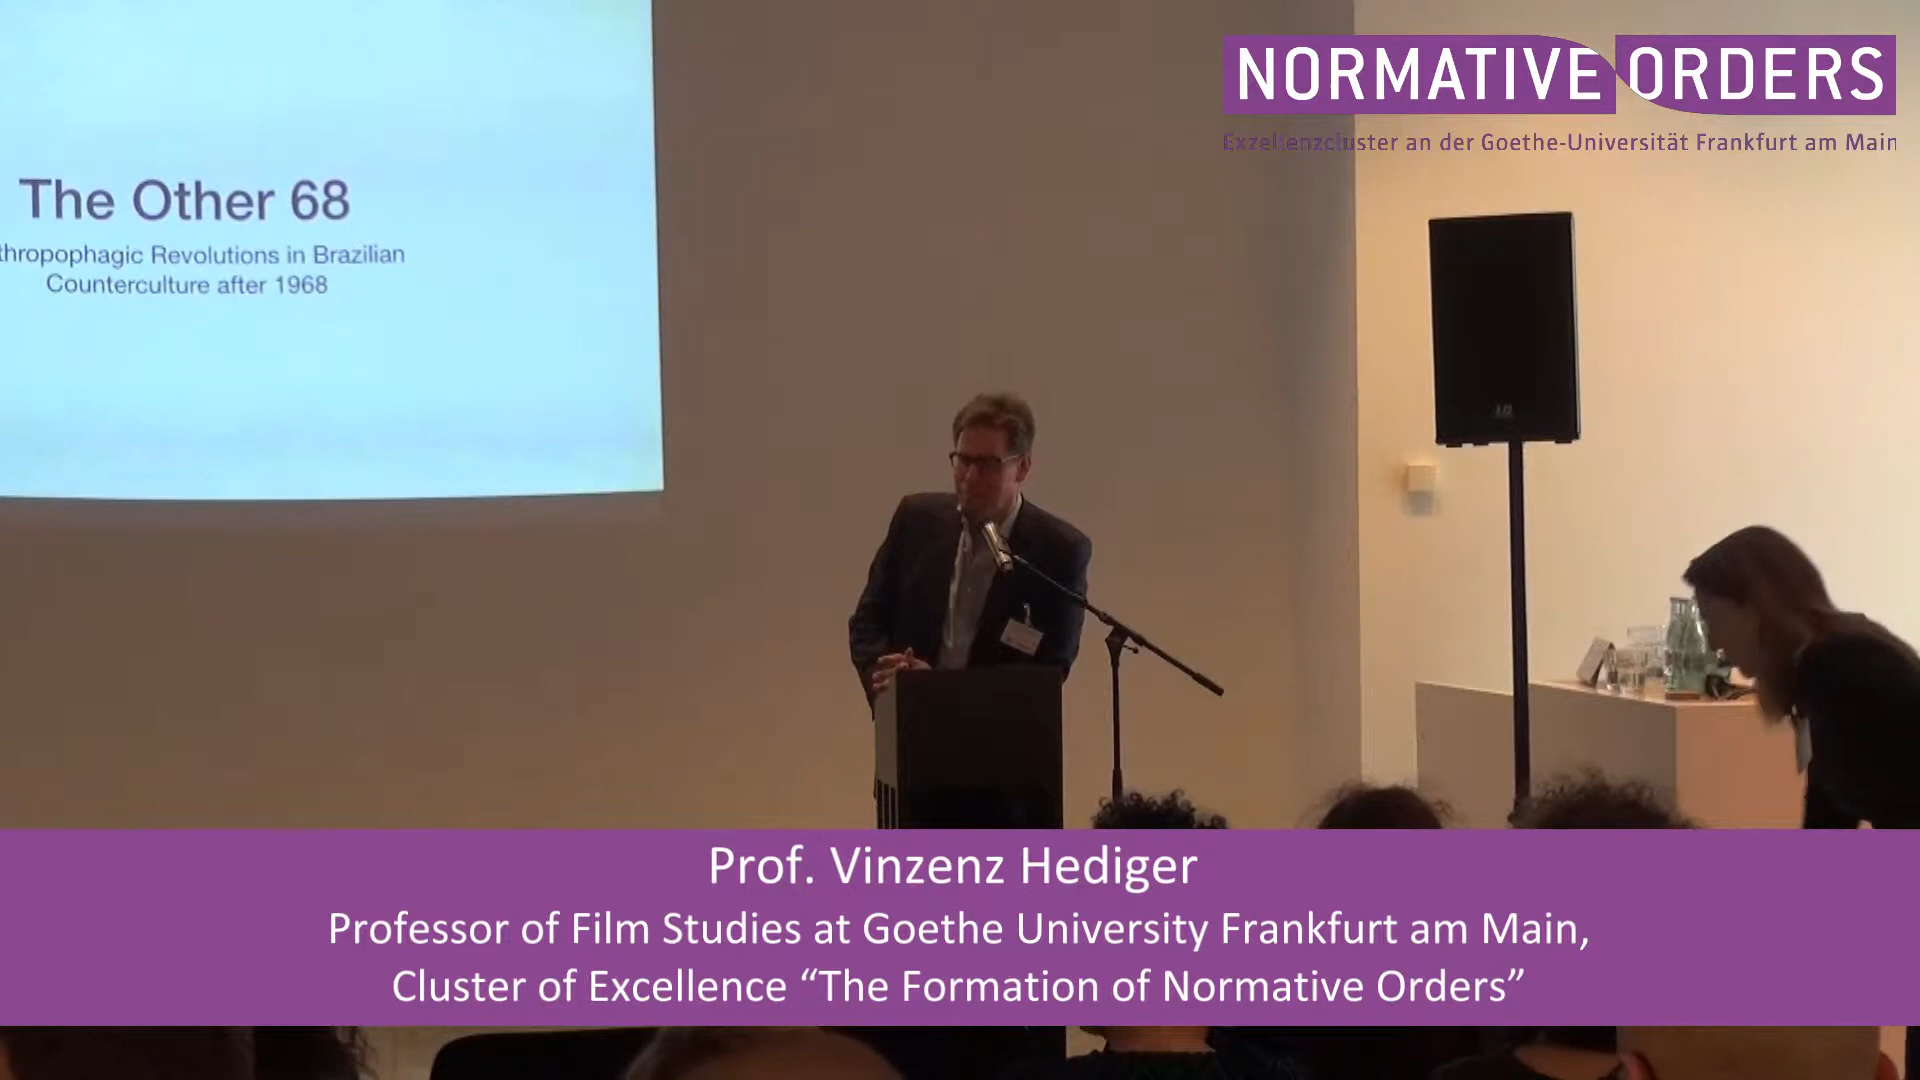 NORMATIVE ORDERS
Exzellenzcluster an der Goethe-Universität Frankfurt am Main
The Other 68
thropophagic Revolutions in Brazilian
Counterculture after 1968
Prof. Vinzenz Hediger
Professor of Film Studies at Goethe University Frankfurt am Main,
Cluster of Excellence “The Formation of Normative Orders”